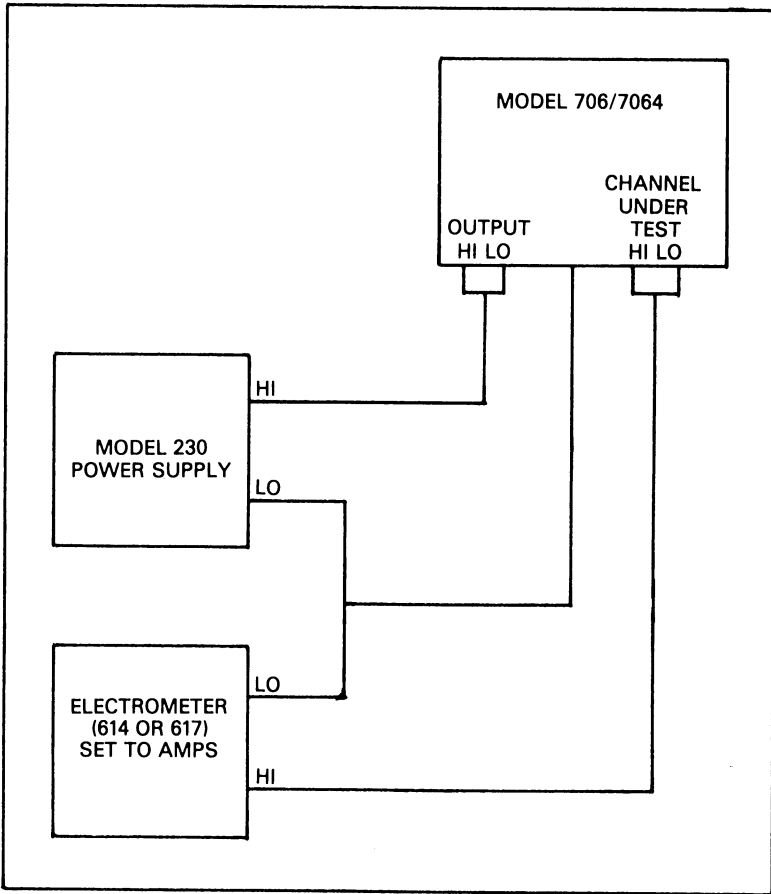 MODEL 706/7064
CHANNEL
UNDER
TEST
HI LO
OUTPUT
HI LO
MODEL 230
POWER SUPPLY
HI
LO
ELECTROMETER
(614 OR 617)
SET TO AMPS
LO
HI